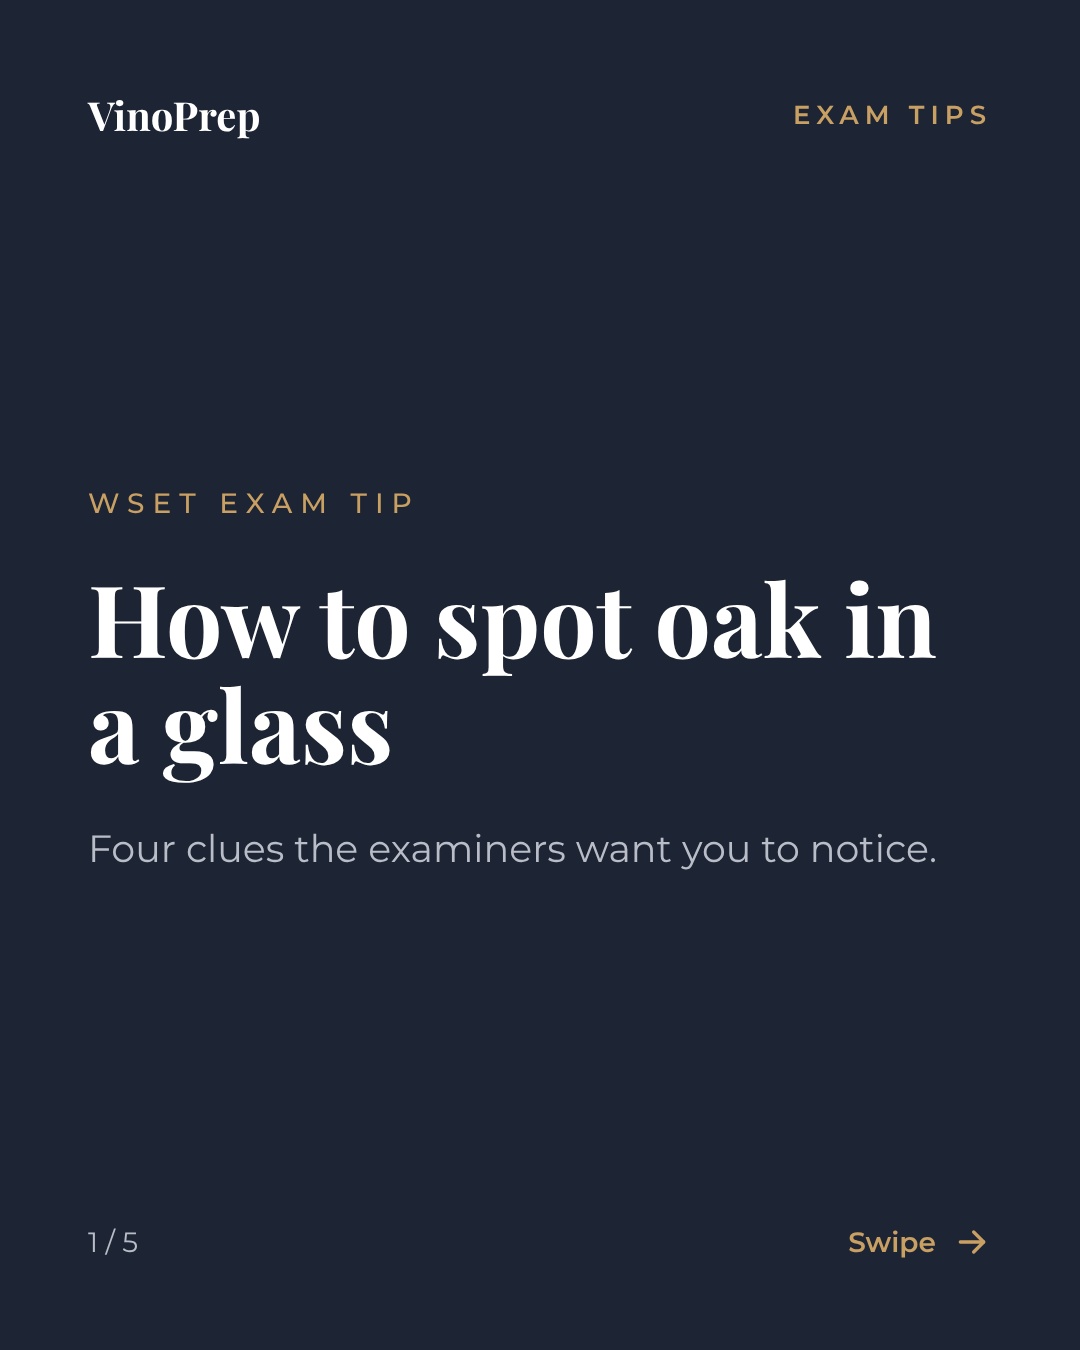 VinoPrep
EXAM TIPS
WSET EXAM TIP
How to spot oak in
a glass
Four clues the examiners want you to notice.
1 / 5
Swipe →